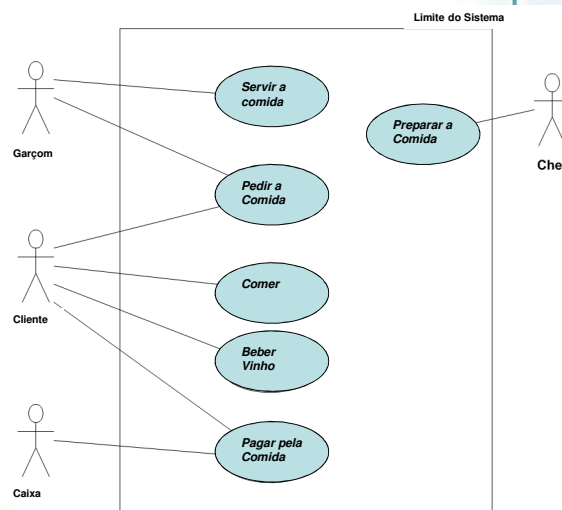 Limite do Sistema
Servir a
comida
Preparar a
Comida
Garçom
Che
Pedir a
Comida
Comer
Cliente
Beber
Vinho
Pagar pela
Comida
Caixa